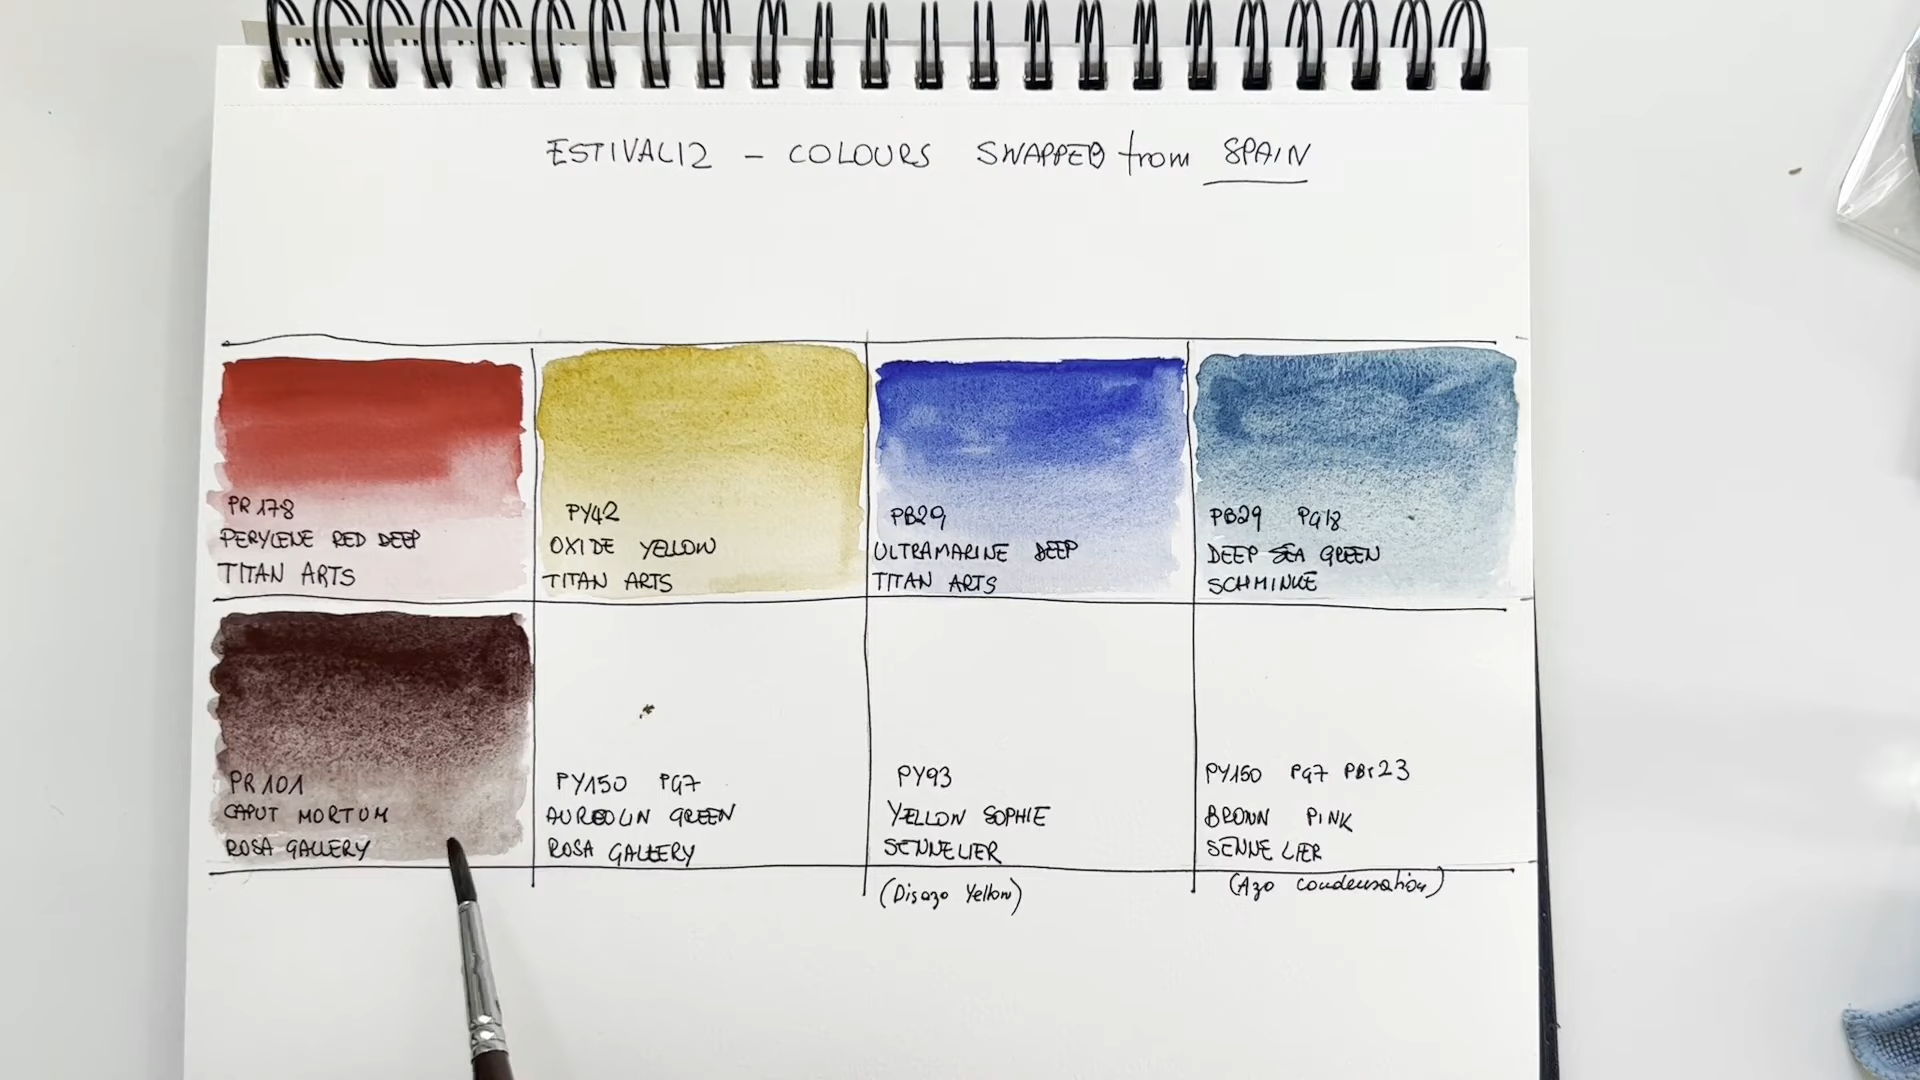 ESTIVALIZ - COLOURS SWAPPED from SPAIN
PR178
PERYLENE RED DEEP
TITAN ARTS
PY42
OXIDE YELLOW
TITAN ARTS
PB29
ULTRAMARINE DEEP
TITAN ARTS
PB29 PG18
DEEP SEA GREEN
SCHMINKE
PR101
CAPUT MORTUM
ROSA GALLERY
PY150 PG7
AUREOLIN GREEN
ROSA GALLERY
PY93
YELLOW SOPHIE
SENNELIER
(Disazo Yellow)
PY150 PG7 PBr23
BROWN PINK
SENNELIER
(Azo condensation)